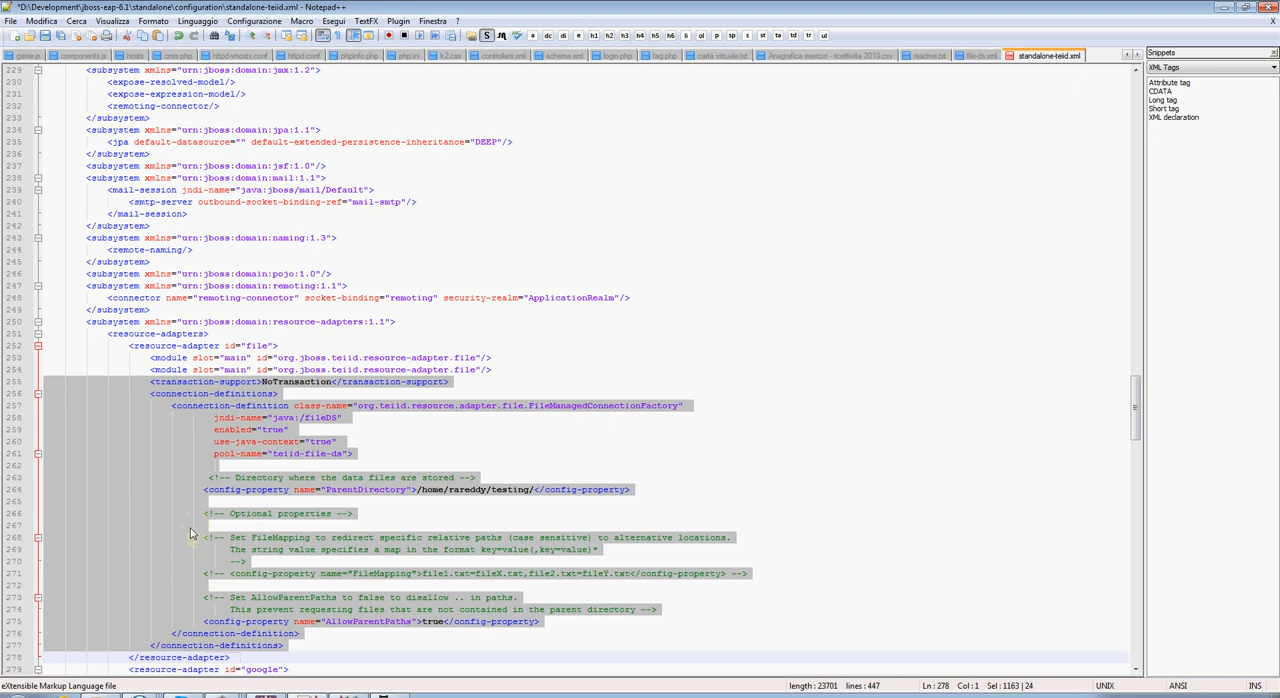 *D:\Development\jboss-eap-6.1\standalone\configuration\standalone-teiid.xml - Notepad++
File Modifica Cerca Visualizza Formato Linguaggio Configurazione Macro Esegui TextFX Plugin Finestra ? X
S a dc di e h1 h2 h3 h4 h5 h6 li ol p sp st ta td tr ul
game.js components.js hosts cms.php httpd-vhosts.conf httpd.conf phpinfo.php php.ini k2.css controllers.xml schema.xml login.php tag.php carta virtuale.txt Anagrafica esercizi - ricettivita 2010.csv readme.txt file-ds.xml standalone-teiid.xml
Snippets
XML Tags
Attribute tag
CDATA
Long tag
Short tag
XML declaration
229 <subsystem xmlns="urn:jboss:domain:jmx:1.2">
230 <expose-resolved-model/>
231 <expose-expression-model/>
232 <remoting-connector/>
233 </subsystem>
234 <subsystem xmlns="urn:jboss:domain:jpa:1.1">
235 <jpa default-datasource="" default-extended-persistence-inheritance="DEEP"/>
236 </subsystem>
237 <subsystem xmlns="urn:jboss:domain:jsf:1.0"/>
238 <subsystem xmlns="urn:jboss:domain:mail:1.1">
239 <mail-session jndi-name="java:jboss/mail/Default">
240 <smtp-server outbound-socket-binding-ref="mail-smtp"/>
241 </mail-session>
242 </subsystem>
243 <subsystem xmlns="urn:jboss:domain:naming:1.3">
244 <remote-naming/>
245 </subsystem>
246 <subsystem xmlns="urn:jboss:domain:pojo:1.0"/>
247 <subsystem xmlns="urn:jboss:domain:remoting:1.1">
248 <connector name="remoting-connector" socket-binding="remoting" security-realm="ApplicationRealm"/>
249 </subsystem>
250 <subsystem xmlns="urn:jboss:domain:resource-adapters:1.1">
251 <resource-adapters>
252 <resource-adapter id="file">
253 <module slot="main" id="org.jboss.teiid.resource-adapter.file"/>
254 <module slot="main" id="org.jboss.teiid.resource-adapter.file"/>
255 <transaction-support>NoTransaction</transaction-support>
256 <connection-definitions>
257 <connection-definition class-name="org.teiid.resource.adapter.file.FileManagedConnectionFactory"
258 jndi-name="java:/fileDS"
259 enabled="true"
260 use-java-context="true"
261 pool-name="teiid-file-ds">
262
263 <!-- Directory where the data files are stored -->
264 <config-property name="ParentDirectory">/home/rareddy/testing/</config-property>
265
266 <!-- Optional properties -->
267
268 <!-- Set FileMapping to redirect specific relative paths (case sensitive) to alternative locations.
269 The string value specifies a map in the format key=value(,key=value)*
270 -->
271 <!-- <config-property name="FileMapping">file1.txt=fileX.txt,file2.txt=fileY.txt</config-property> -->
272
273 <!-- Set AllowParentPaths to false to disallow .. in paths.
274 This prevent requesting files that are not contained in the parent directory -->
275 <config-property name="AllowParentPaths">true</config-property>
276 </connection-definition>
277 </connection-definitions>
278 </resource-adapter>
279 <resource-adapter id="google">
eXtensible Markup Language file length : 23701 lines : 447 Ln : 278 Col : 1 Sel : 1163 | 24 UNIX ANSI INS